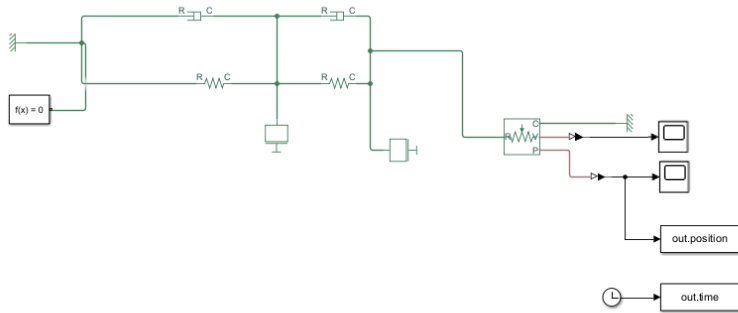 R C
R C
R C
R C
f(x) = 0
C
R
V
P
out.position
out.time